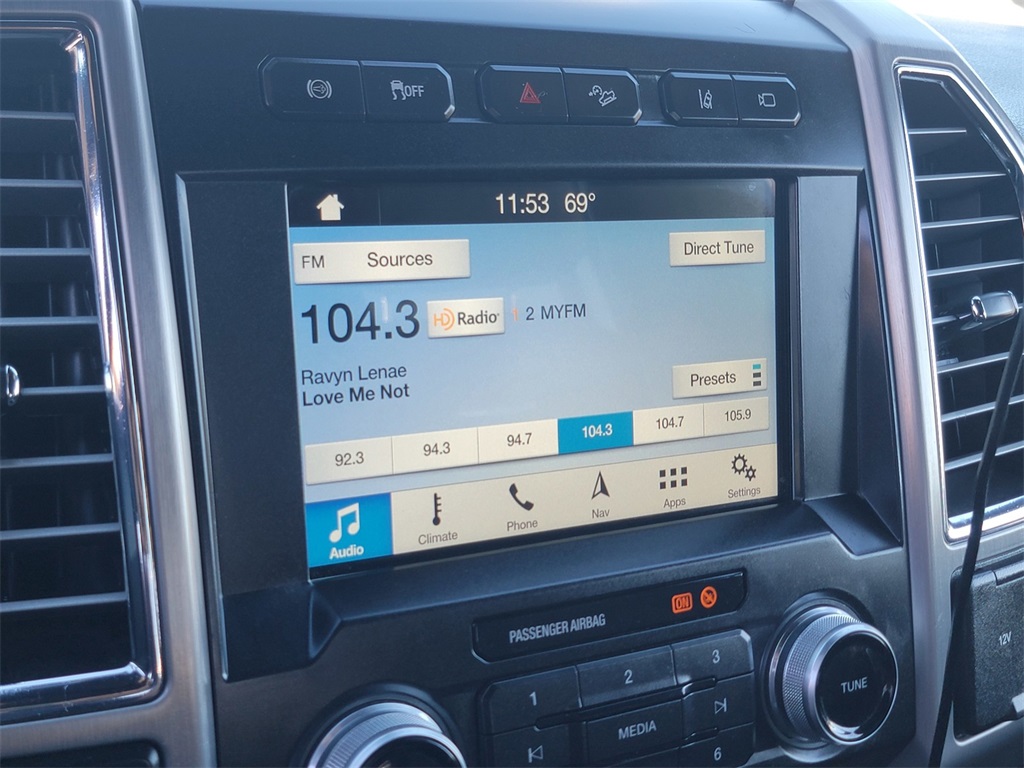 OFF
11:53 69°
FM Sources
Direct Tune
104.3 HD Radio 1 2 MYFM
Ravyn Lenae
Love Me Not
Presets
92.3 94.3 94.7 104.3 104.7 105.9
Audio Climate Phone Nav Apps Settings
PASSENGER AIRBAG ON
1 2 3
MEDIA
6
TUNE
12V